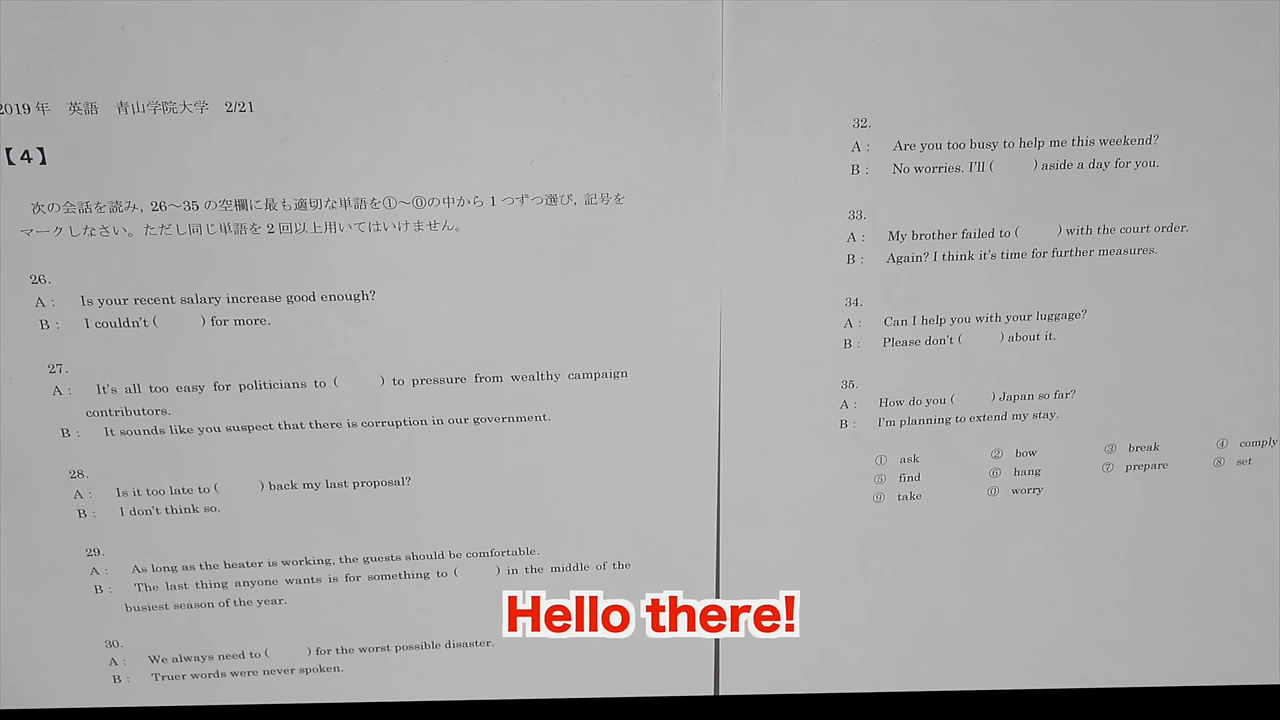 2019 年 英語 青山学院大学 2/21
【4】
次の会話を読み, 26〜35 の空欄に最も適切な単語を①〜⓪の中から 1 つずつ選び, 記号を
マークしなさい。ただし同じ単語を 2 回以上用いてはいけません。
26.
A : Is your recent salary increase good enough?
B : I couldn't ( ) for more.
27.
A : It's all too easy for politicians to ( ) to pressure from wealthy campaign
contributors.
B : It sounds like you suspect that there is corruption in our government.
28.
A : Is it too late to ( ) back my last proposal?
B : I don't think so.
29.
A : As long as the heater is working, the guests should be comfortable.
B : The last thing anyone wants is for something to ( ) in the middle of the
busiest season of the year.
30.
A : We always need to ( ) for the worst possible disaster.
B : Truer words were never spoken.
32.
A : Are you too busy to help me this weekend?
B : No worries. I'll ( ) aside a day for you.
33.
A : My brother failed to ( ) with the court order.
B : Again? I think it's time for further measures.
34.
A : Can I help you with your luggage?
B : Please don't ( ) about it.
35.
A : How do you ( ) Japan so far?
B : I'm planning to extend my stay.
① ask ② bow ③ break ④ comply
⑤ find ⑥ hang ⑦ prepare ⑧ set
⑨ take ⓪ worry
Hello there!